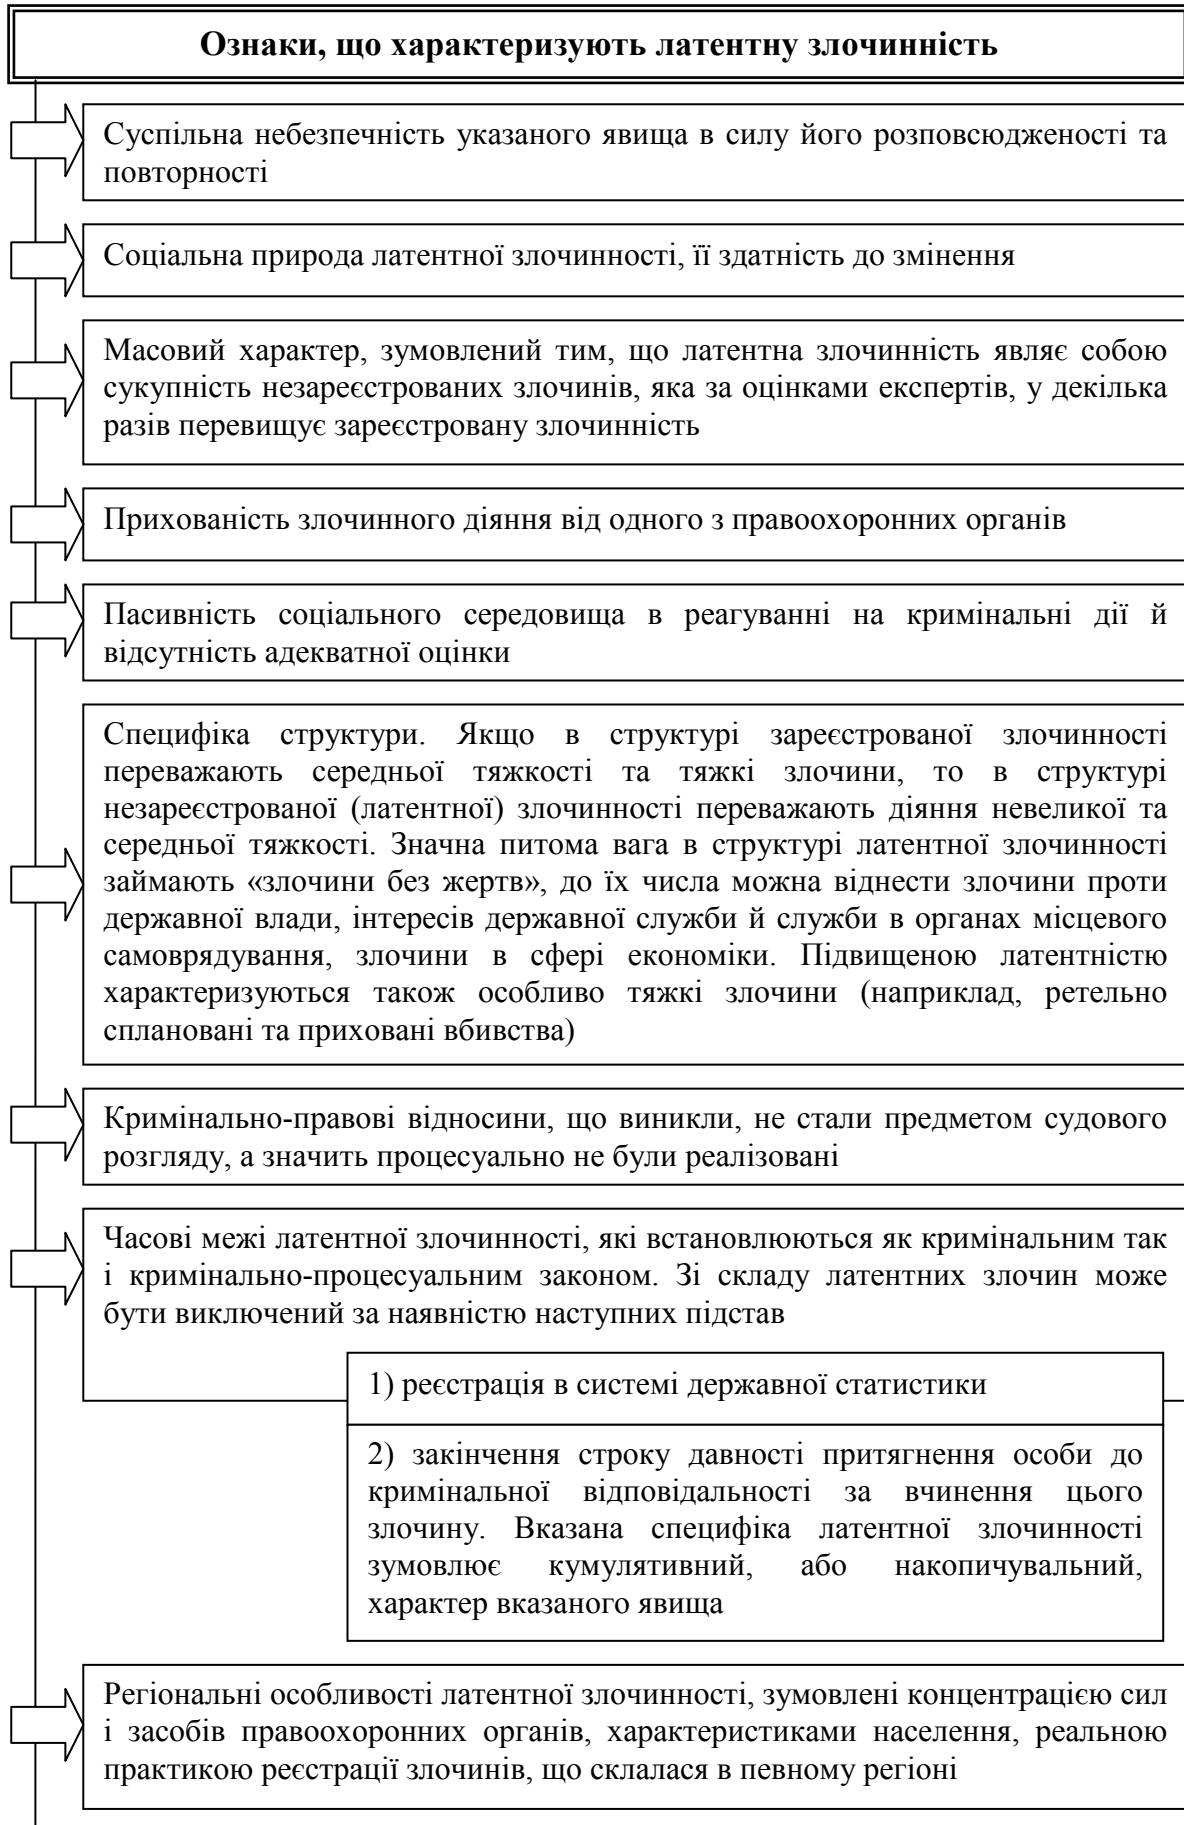 Ознаки, що характеризують латентну злочинність
Суспільна небезпечність указаного явища в силу його розповсюдженості та
повторності
Соціальна природа латентної злочинності, її здатність до змінення
Масовий характер, зумовлений тим, що латентна злочинність являє собою
сукупність незареєстрованих злочинів, яка за оцінками експертів, у декілька
разів перевищує зареєстровану злочинність
Прихованість злочинного діяння від одного з правоохоронних органів
Пасивність соціального середовища в реагуванні на кримінальні дії й
відсутність адекватної оцінки
Специфіка структури. Якщо в структурі зареєстрованої злочинності
переважають середньої тяжкості та тяжкі злочини, то в структурі
незареєстрованої (латентної) злочинності переважають діяння невеликої та
середньої тяжкості. Значна питома вага в структурі латентної злочинності
займають «злочини без жертв», до їх числа можна віднести злочини проти
державної влади, інтересів державної служби й служби в органах місцевого
самоврядування, злочини в сфері економіки. Підвищеною латентністю
характеризуються також особливо тяжкі злочини (наприклад, ретельно
сплановані та приховані вбивства)
Кримінально-правові відносини, що виникли, не стали предметом судового
розгляду, а значить процесуально не були реалізовані
Часові межі латентної злочинності, які встановлюються як кримінальним так
і кримінально-процесуальним законом. Зі складу латентних злочин може
бути виключений за наявністю наступних підстав
1) реєстрація в системі державної статистики
2) закінчення строку давності притягнення особи до
кримінальної відповідальності за вчинення цього
злочину. Вказана специфіка латентної злочинності
зумовлює кумулятивний, або накопичувальний,
характер вказаного явища
Регіональні особливості латентної злочинності, зумовлені концентрацією сил
і засобів правоохоронних органів, характеристиками населення, реальною
практикою реєстрації злочинів, що склалася в певному регіоні